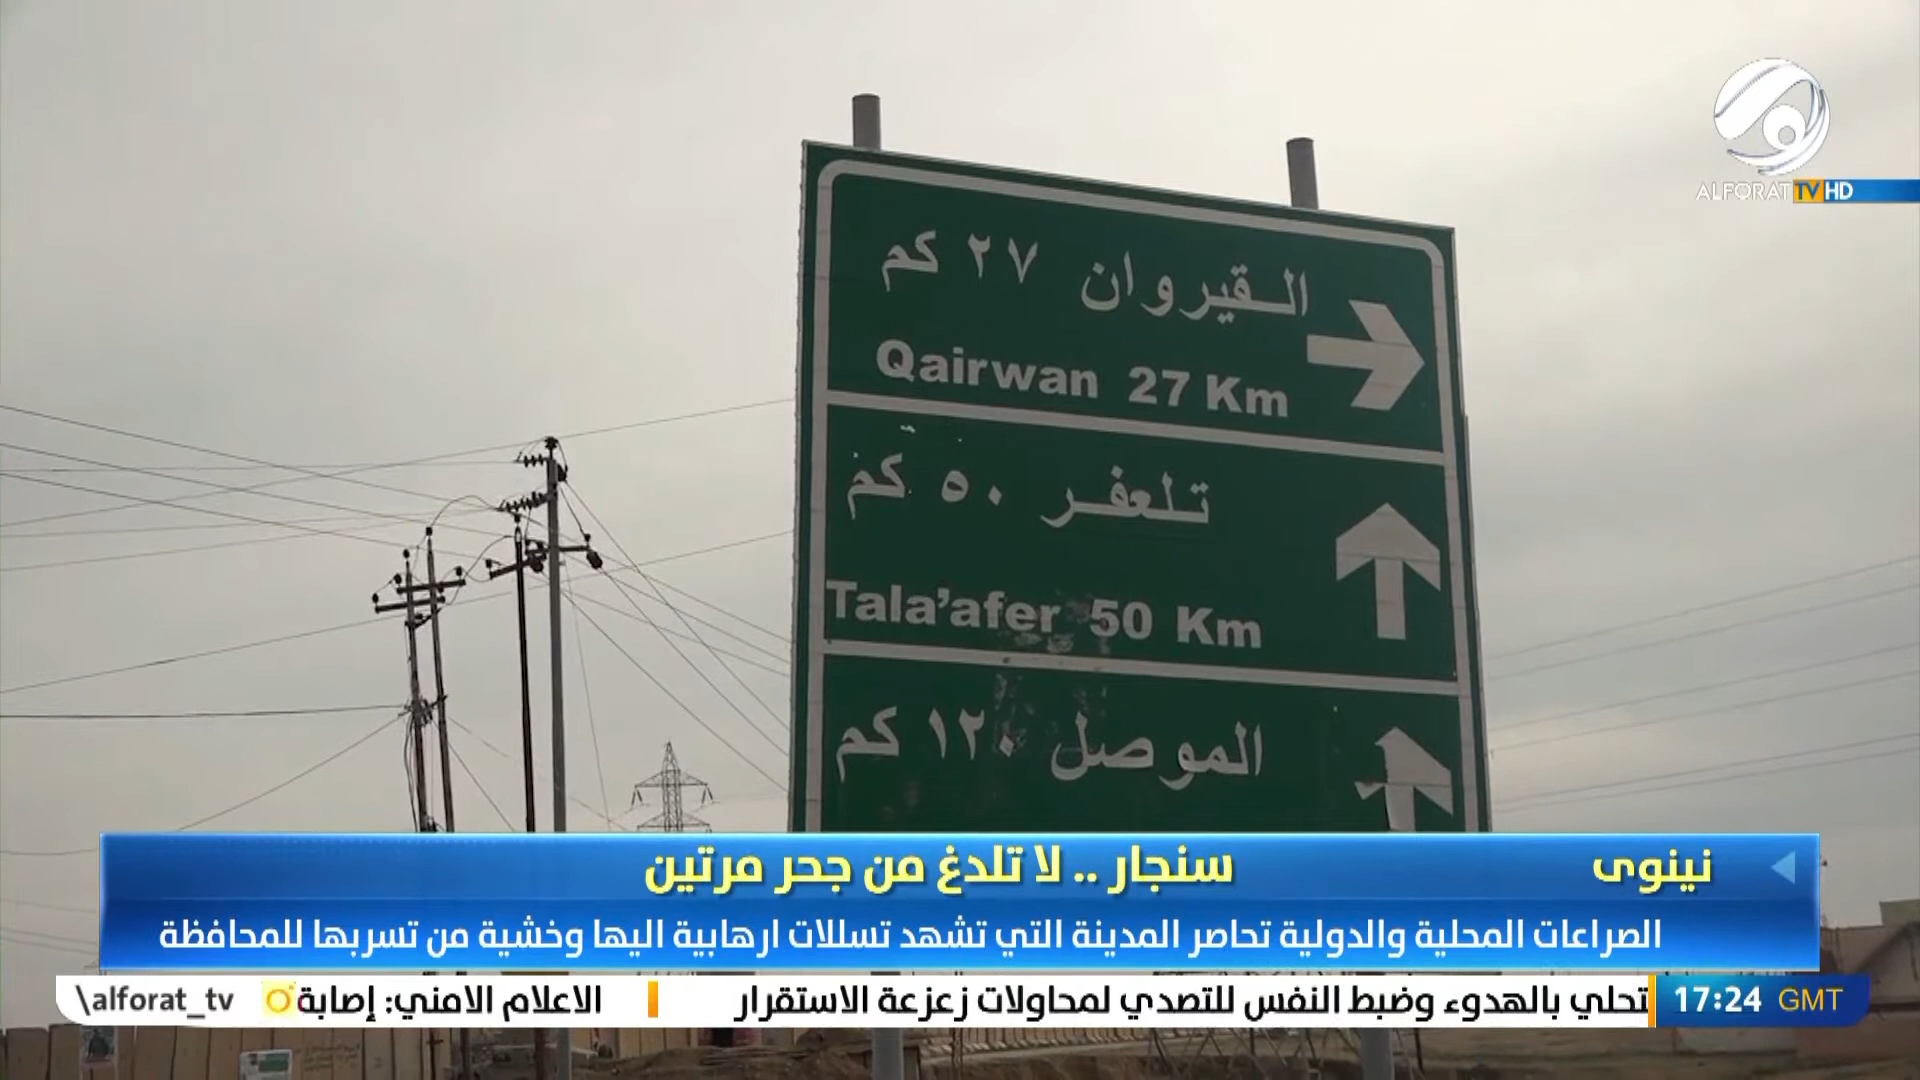 ALFORAT TV HD
القيروان ٢٧ كم
Qairwan 27 Km
تلعفر ٥٠ كم
Tala'afer 50 Km
الموصل ١٢٠ كم
نينوى
سنجار .. لا تلدغ من جحر مرتين
الصراعات المحلية والدولية تحاصر المدينة التي تشهد تسللات ارهابية اليها وخشية من تسربها للمحافظة
17:24 GMT
تحلي بالهدوء وضبط النفس للتصدي لمحاولات زعزعة الاستقرار
الاعلام الامني: إصابة
\alforat_tv